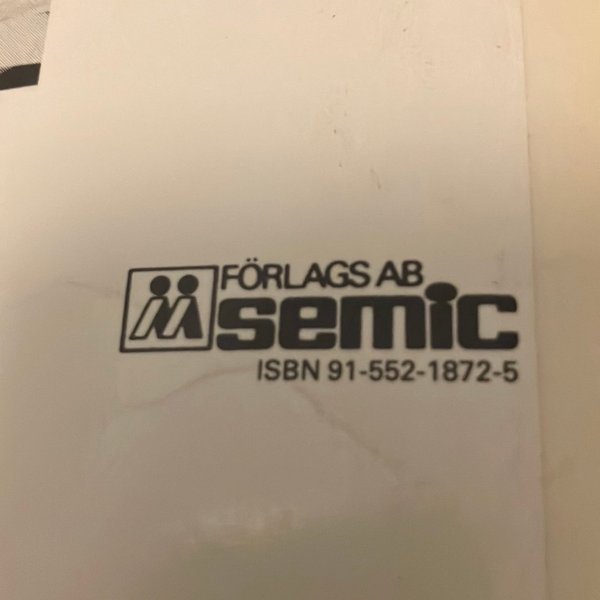 FÖRLAGS AB
semic
ISBN 91-552-1872-5